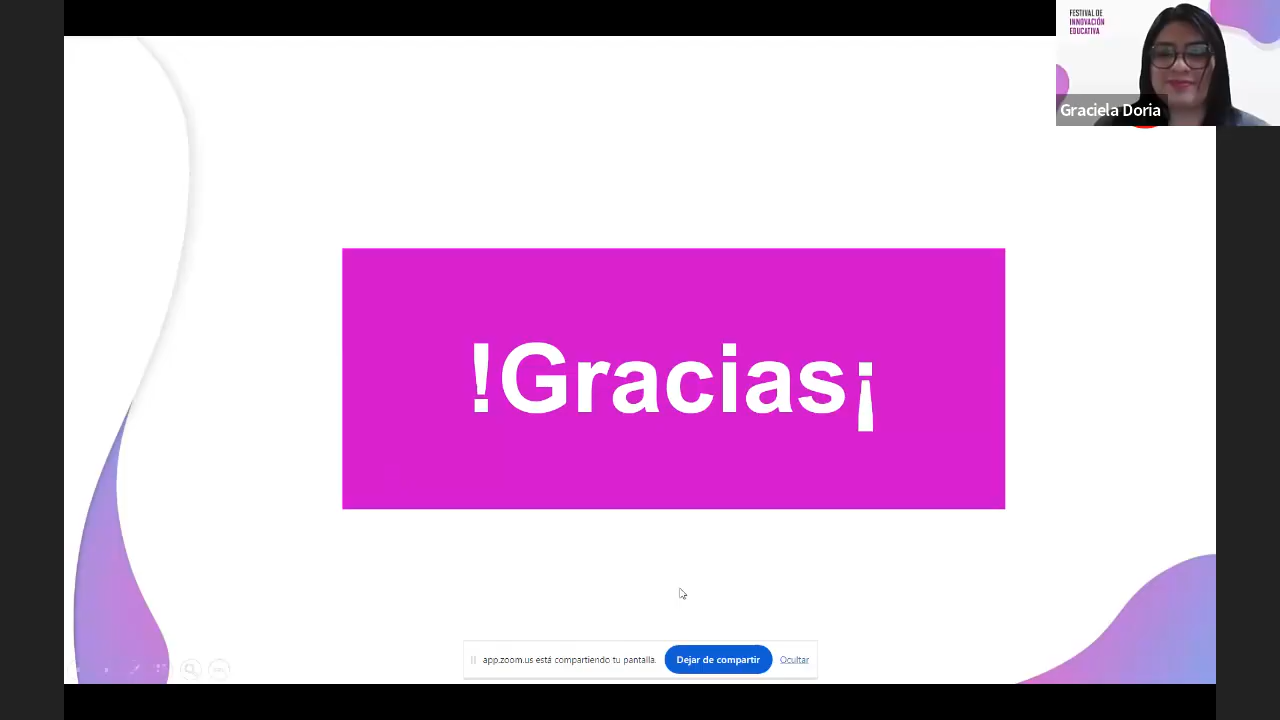 FESTIVAL DE
INNOVACIÓN
EDUCATIVA
Graciela Doria
!Gracias¡
app.zoom.us está compartiendo tu pantalla.
Dejar de compartir
Ocultar